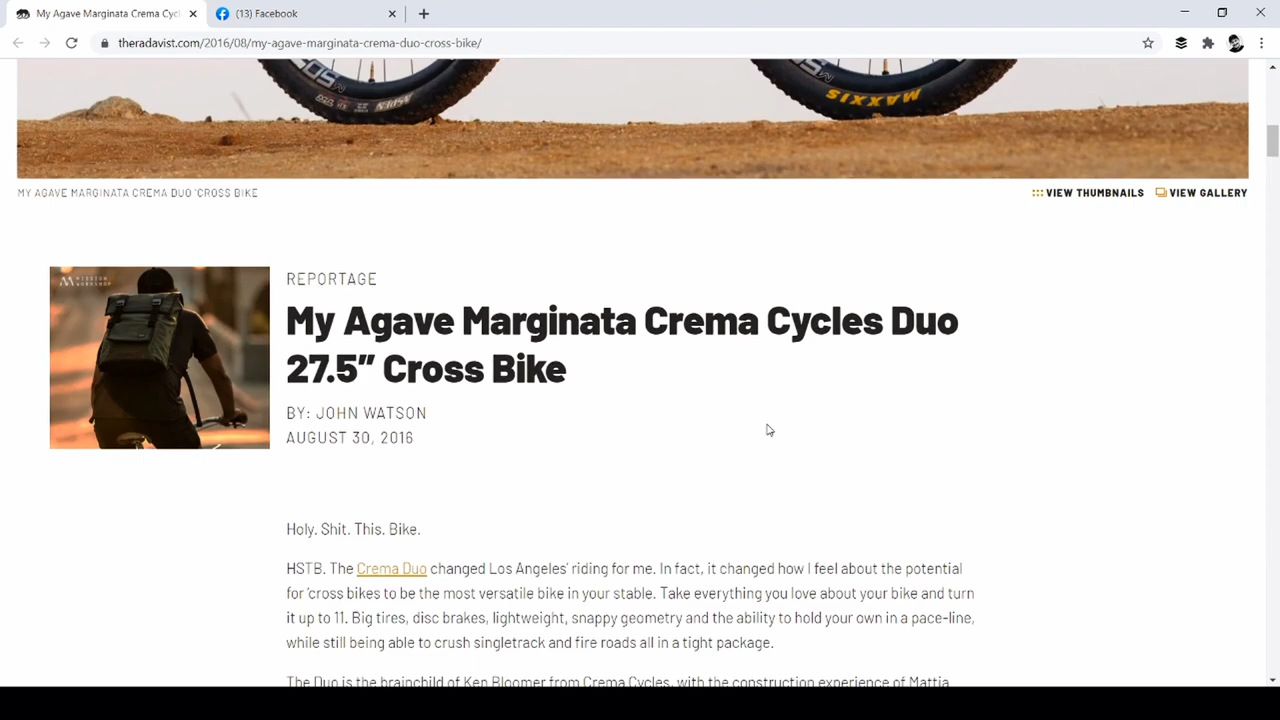 My Agave Marginata Crema Cyc
(13) Facebook
theradavist.com/2016/08/my-agave-marginata-crema-duo-cross-bike/
ASPEN
MAXXIS
MY AGAVE MARGINATA CREMA DUO 'CROSS BIKE
VIEW THUMBNAILS
VIEW GALLERY
MISSION
WORKSHOP
REPORTAGE
My Agave Marginata Crema Cycles Duo
27.5” Cross Bike
BY: JOHN WATSON
AUGUST 30, 2016
Holy. Shit. This. Bike.
HSTB. The Crema Duo changed Los Angeles’ riding for me. In fact, it changed how I feel about the potential
for ‘cross bikes to be the most versatile bike in your stable. Take everything you love about your bike and turn
it up to 11. Big tires, disc brakes, lightweight, snappy geometry and the ability to hold your own in a pace-line,
while still being able to crush singletrack and fire roads all in a tight package.
The Duo is the brainchild of Ken Bloomer from Crema Cycles, with the construction experience of Mattia